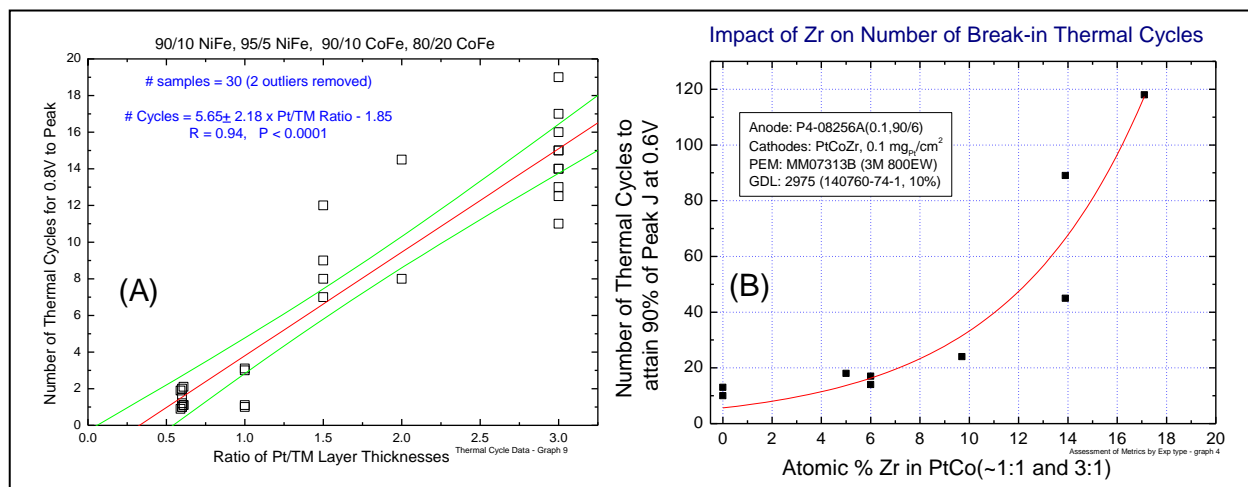 90/10 NiFe, 95/5 NiFe, 90/10 CoFe, 80/20 CoFe
# samples = 30 (2 outliers removed)
# Cycles = 5.65± 2.18 x Pt/TM Ratio - 1.85
R = 0.94, P < 0.0001
(A)
Number of Thermal Cycles for 0.8V to Peak
20
18
16
14
12
10
8
6
4
2
0
0.0 0.5 1.0 1.5 2.0 2.5 3.0
Ratio of Pt/TM Layer Thicknesses
Thermal Cycle Data - Graph 9
Impact of Zr on Number of Break-in Thermal Cycles
Anode: P4-08256A(0.1,90/6)
Cathodes: PtCoZr, 0.1 mgPt/cm2
PEM: MM07313B (3M 800EW)
GDL: 2975 (140760-74-1, 10%)
(B)
Number of Thermal Cycles to
attain 90% of Peak J at 0.6V
120
100
80
60
40
20
0
0 2 4 6 8 10 12 14 16 18 20
Atomic % Zr in PtCo(~1:1 and 3:1)
Assessment of Metrics by Exp type - graph 4